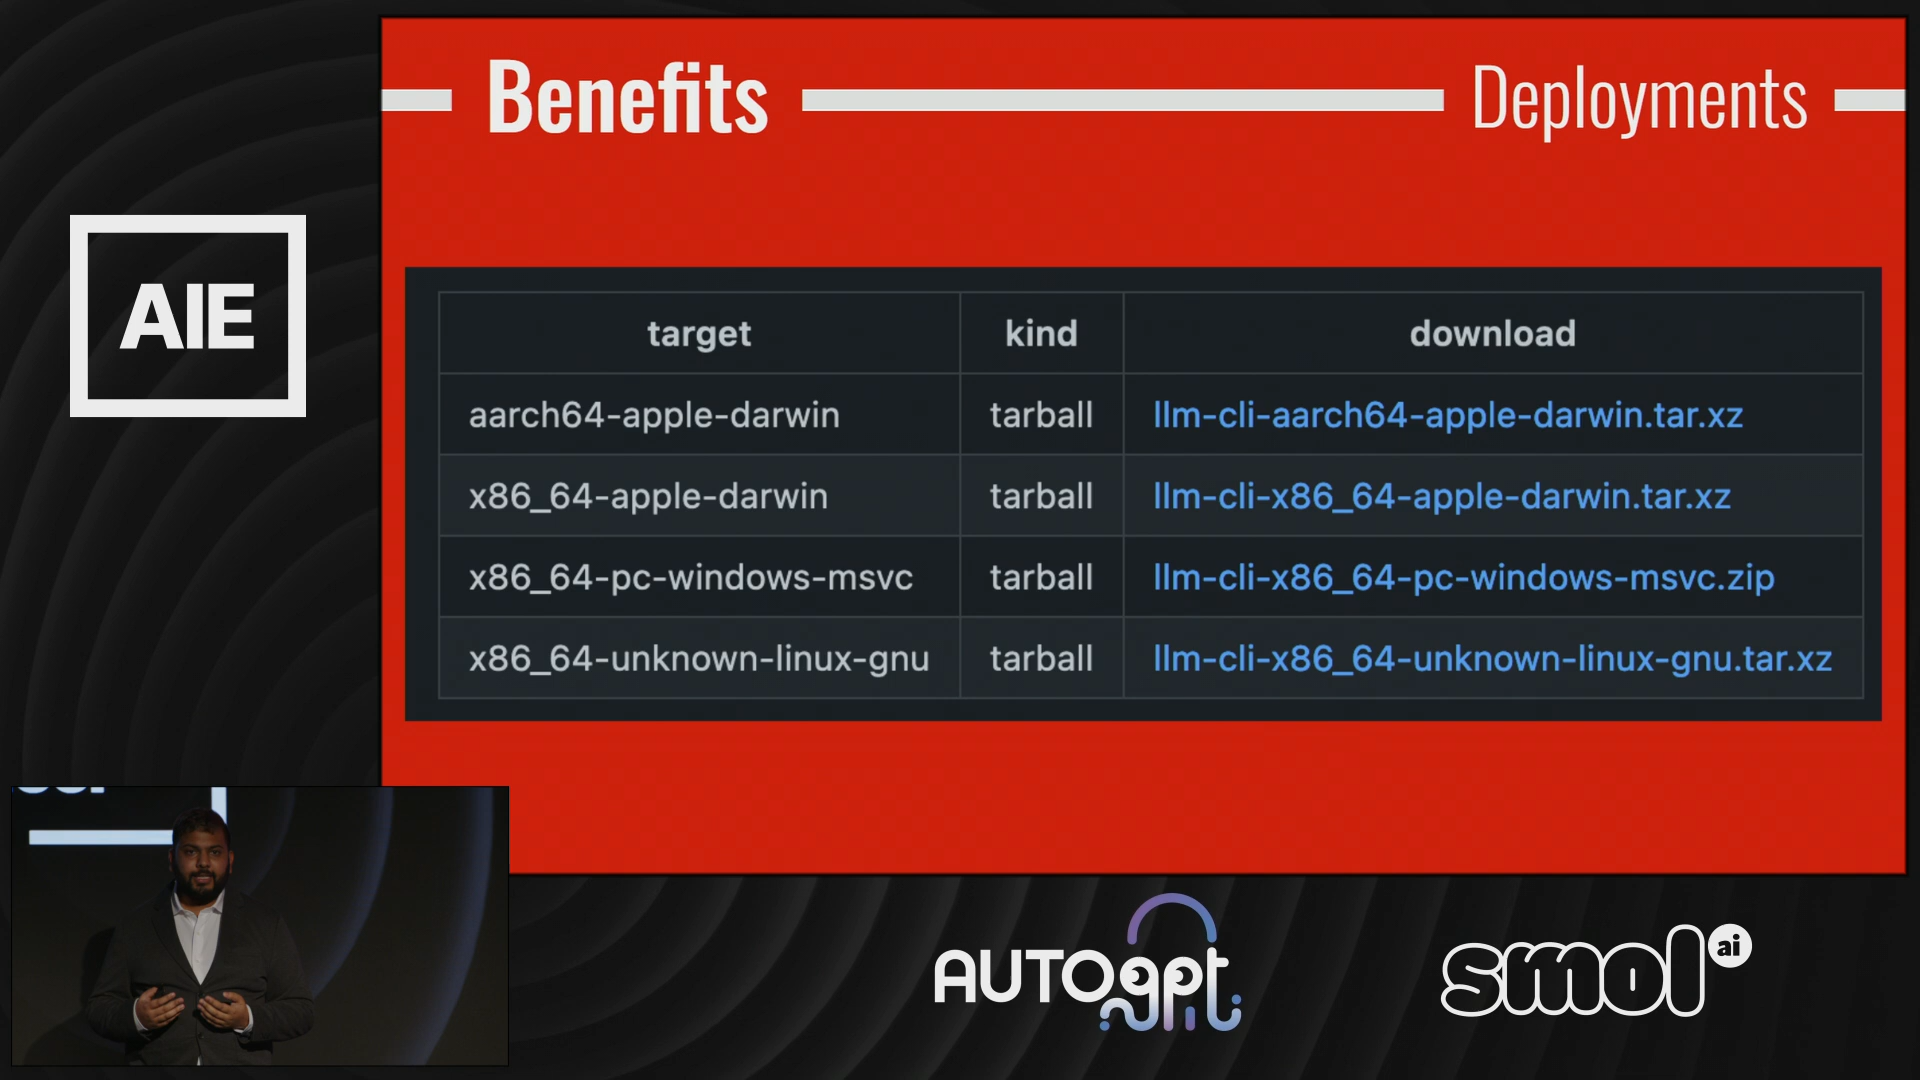 Benefits
Deployments
AIE
target kind download
aarch64-apple-darwin tarball llm-cli-aarch64-apple-darwin.tar.xz
x86_64-apple-darwin tarball llm-cli-x86_64-apple-darwin.tar.xz
x86_64-pc-windows-msvc tarball llm-cli-x86_64-pc-windows-msvc.zip
x86_64-unknown-linux-gnu tarball llm-cli-x86_64-unknown-linux-gnu.tar.xz
AUTOgpt
smol ai